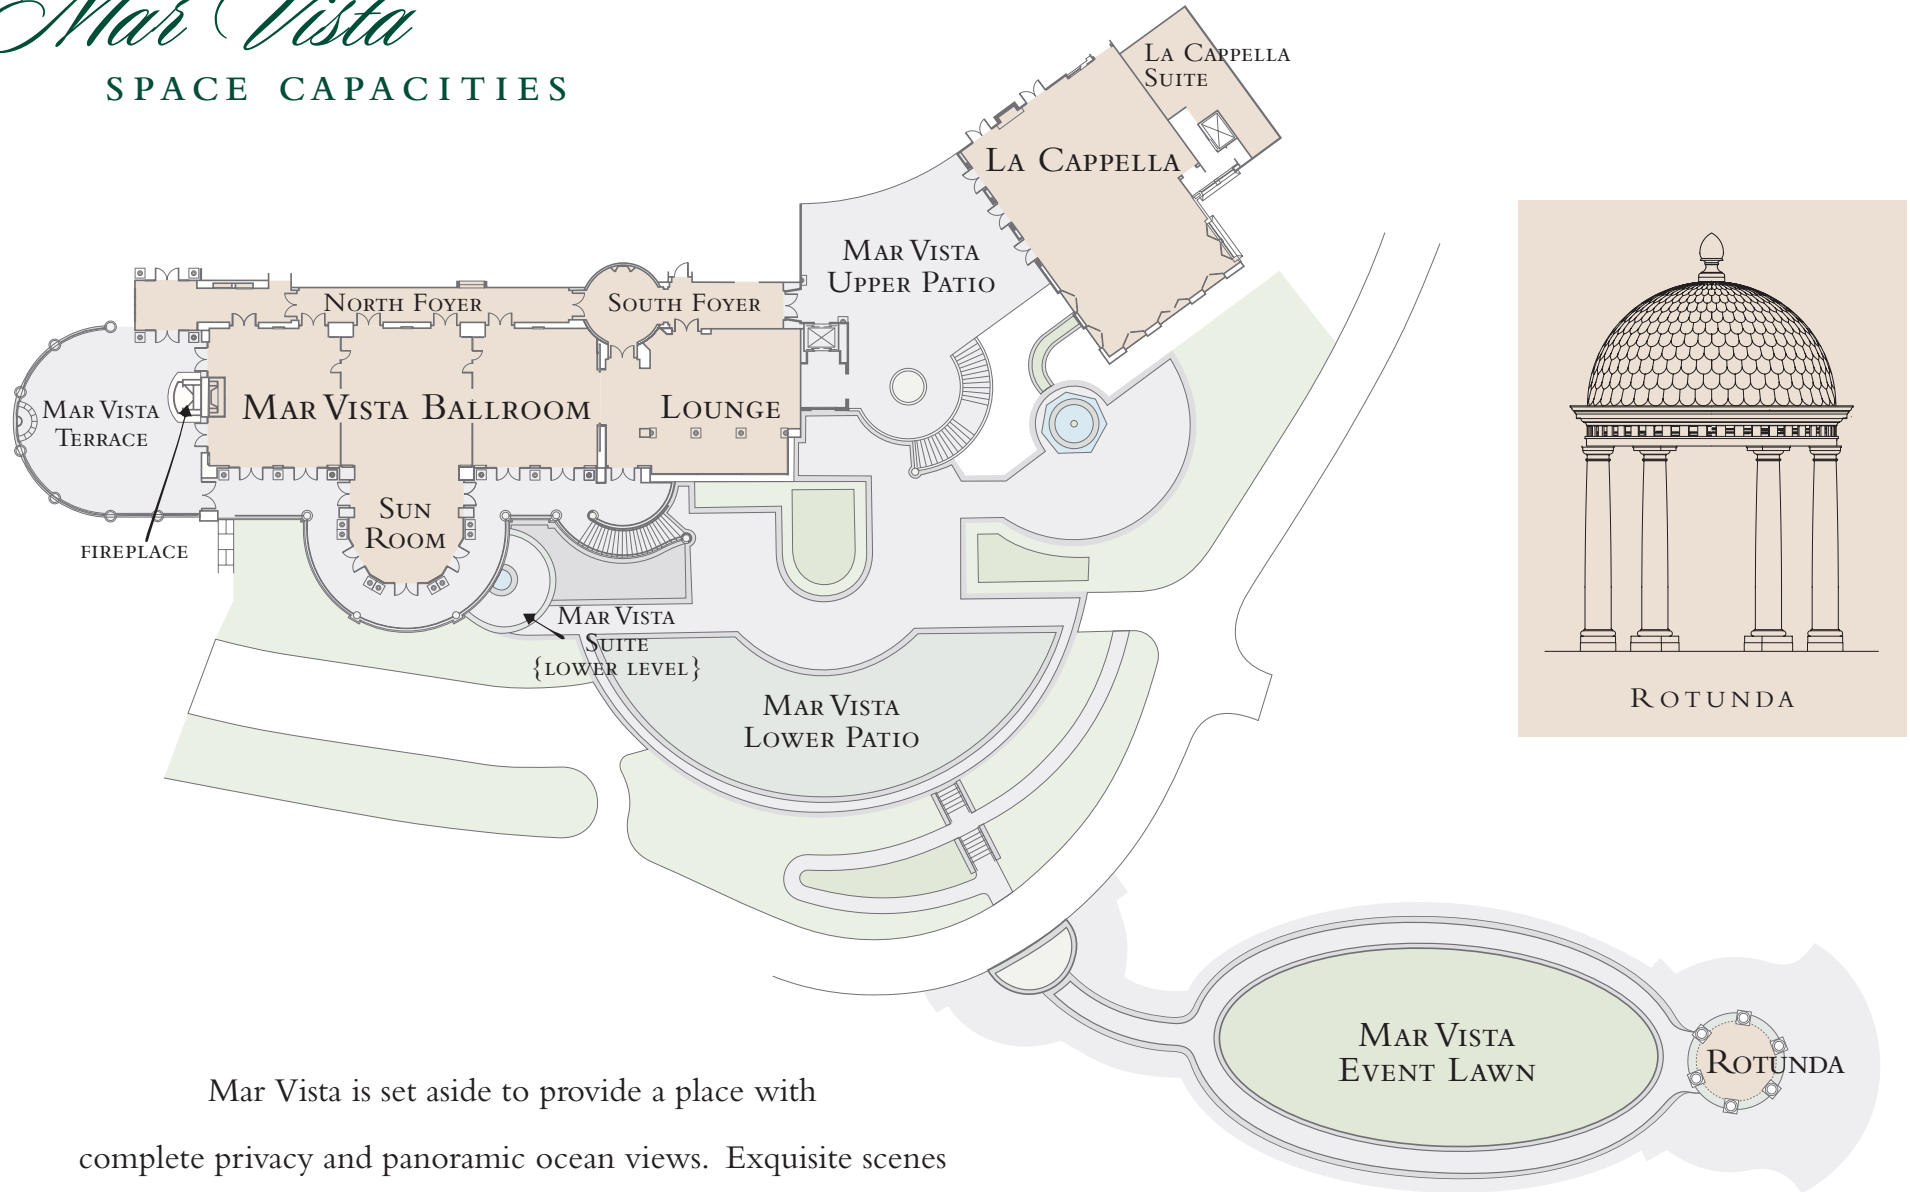 Mar Vista
SPACE CAPACITIES
LA CAPPELLA
SUITE
LA CAPPELLA
MAR VISTA
UPPER PATIO
NORTH FOYER
SOUTH FOYER
MAR VISTA
TERRACE
MAR VISTA BALLROOM
LOUNGE
SUN
ROOM
FIREPLACE
MAR VISTA
SUITE
{LOWER LEVEL}
MAR VISTA
LOWER PATIO
ROTUNDA
MAR VISTA
EVENT LAWN
ROTUNDA
Mar Vista is set aside to provide a place with
complete privacy and panoramic ocean views. Exquisite scenes